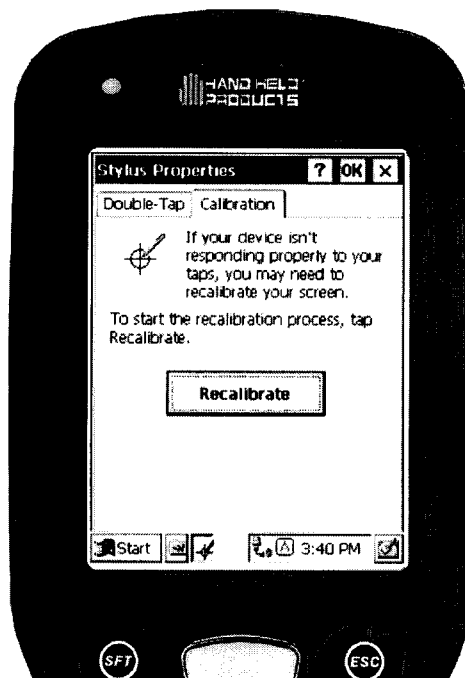 HAND HELD
PRODUCTS
Stylus Properties ? OK ×
Double-Tap Calibration
If your device isn't
responding properly to your
taps, you may need to
recalibrate your screen.
To start the recalibration process, tap
Recalibrate.
Recalibrate
Start A 3:40 PM
SFT ESC